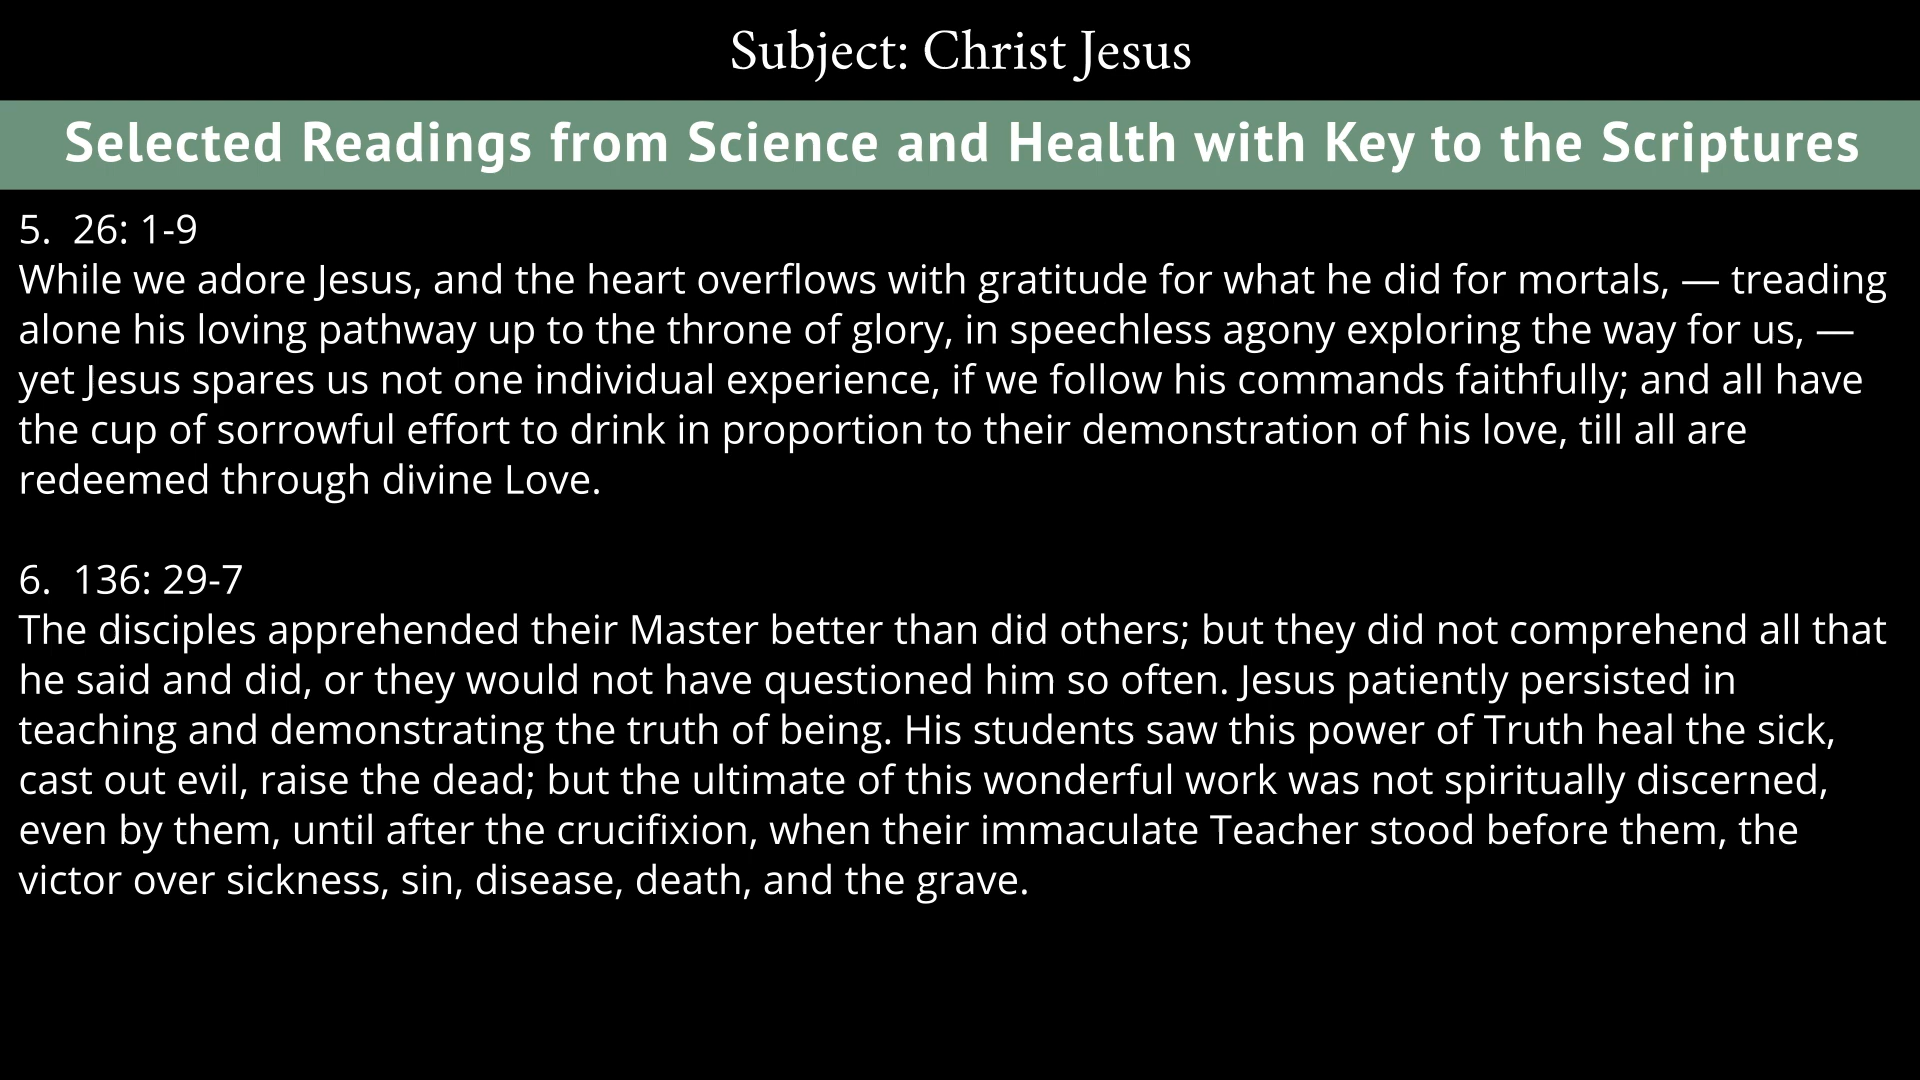 Subject: Christ Jesus
Selected Readings from Science and Health with Key to the Scriptures
5.  26: 1-9
While we adore Jesus, and the heart overflows with gratitude for what he did for mortals, — treading
alone his loving pathway up to the throne of glory, in speechless agony exploring the way for us, —
yet Jesus spares us not one individual experience, if we follow his commands faithfully; and all have
the cup of sorrowful effort to drink in proportion to their demonstration of his love, till all are
redeemed through divine Love.
6.  136: 29-7
The disciples apprehended their Master better than did others; but they did not comprehend all that
he said and did, or they would not have questioned him so often. Jesus patiently persisted in
teaching and demonstrating the truth of being. His students saw this power of Truth heal the sick,
cast out evil, raise the dead; but the ultimate of this wonderful work was not spiritually discerned,
even by them, until after the crucifixion, when their immaculate Teacher stood before them, the
victor over sickness, sin, disease, death, and the grave.